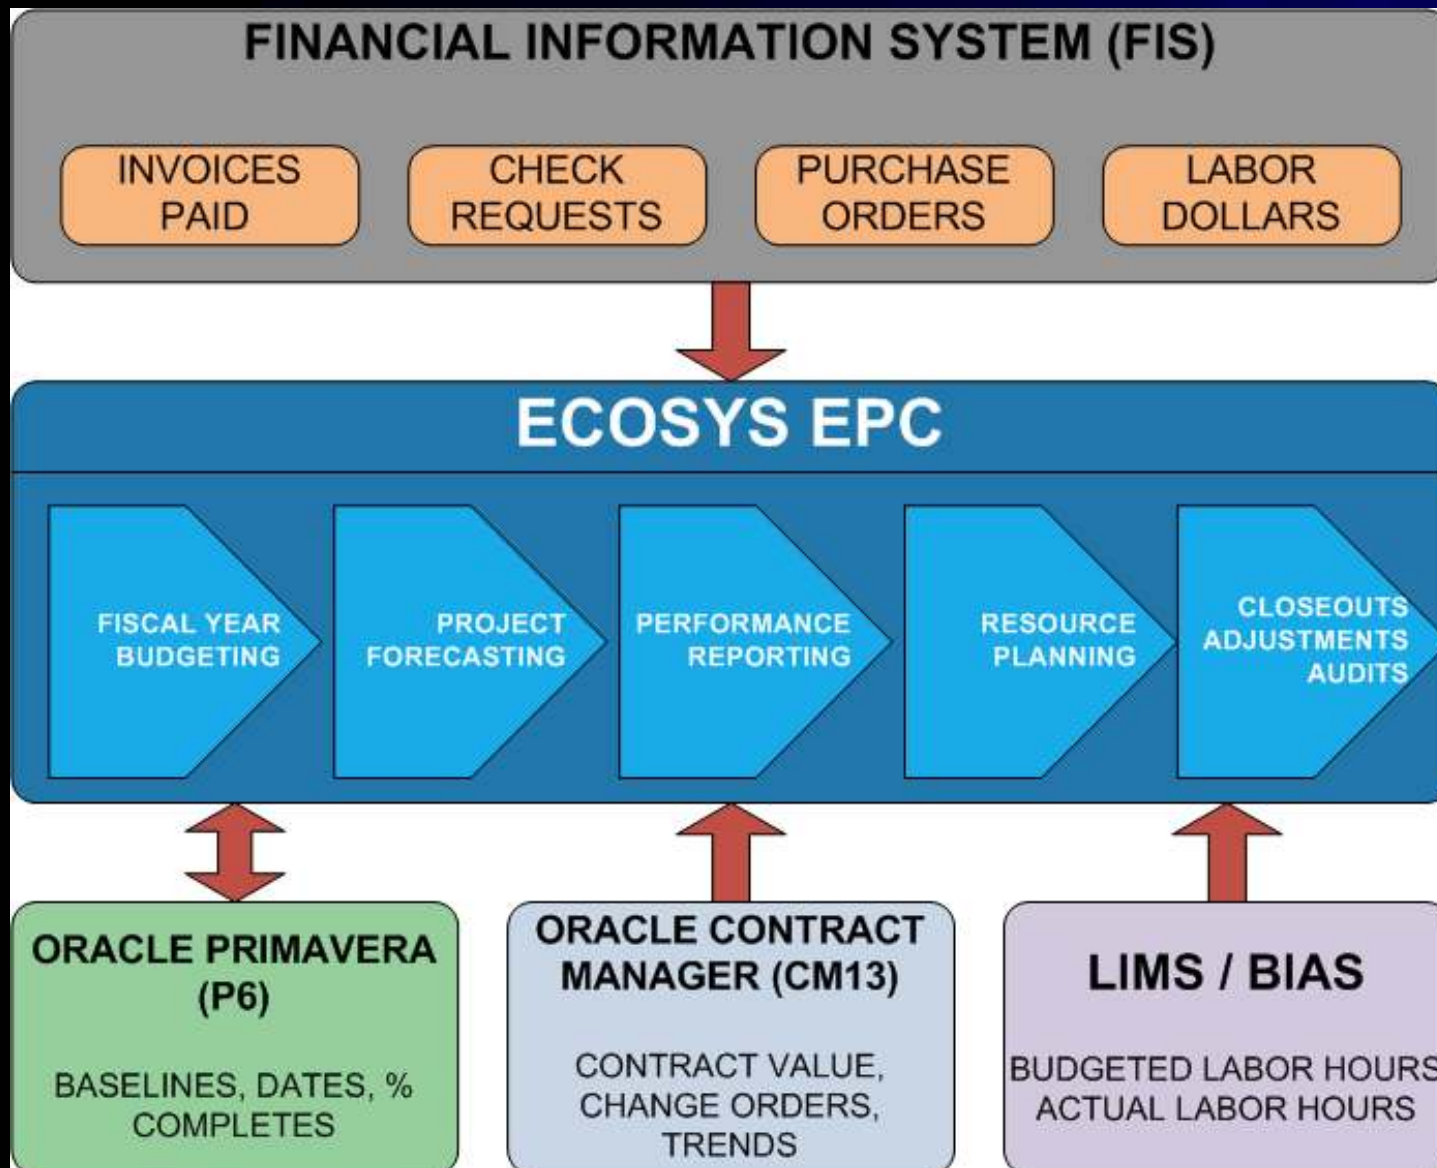 FINANCIAL INFORMATION SYSTEM (FIS)
INVOICES
PAID
CHECK
REQUESTS
PURCHASE
ORDERS
LABOR
DOLLARS
ECOSYS EPC
FISCAL YEAR
BUDGETING
PROJECT
FORECASTING
PERFORMANCE
REPORTING
RESOURCE
PLANNING
CLOSEOUTS
ADJUSTMENTS
AUDITS
ORACLE PRIMAVERA
(P6)
BASELINES, DATES, %
COMPLETES
ORACLE CONTRACT
MANAGER (CM13)
CONTRACT VALUE,
CHANGE ORDERS,
TRENDS
LIMS / BIAS
BUDGETED LABOR HOURS
ACTUAL LABOR HOURS